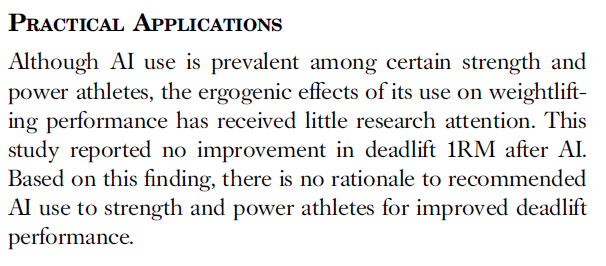 PRACTICAL APPLICATIONS
Although AI use is prevalent among certain strength and
power athletes, the ergogenic effects of its use on weightlift-
ing performance has received little research attention. This
study reported no improvement in deadlift 1RM after AI.
Based on this finding, there is no rationale to recommended
AI use to strength and power athletes for improved deadlift
performance.